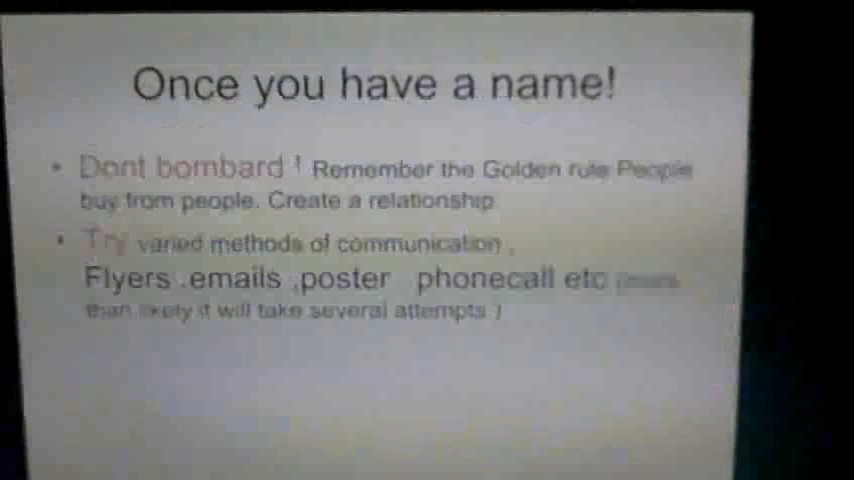 Once you have a name!
• Dont bombard ! Remember the Golden rule People
buy from people. Create a relationship
• Try varied methods of communication .
Flyers .emails ,poster phonecall etc (more
than likely it will take several attempts )